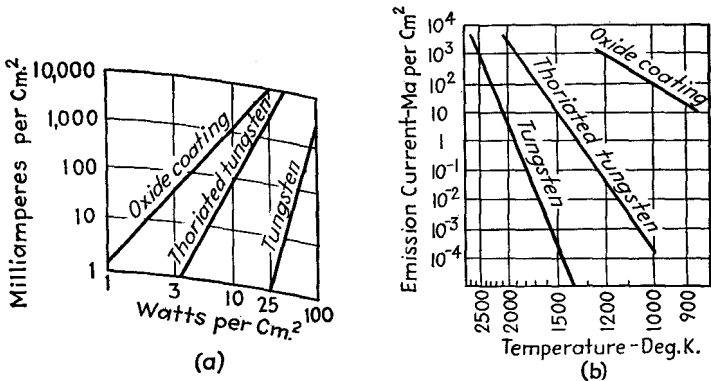 (a)
Milliamperes per Cm.²
10,000
1,000
100
10
1
Oxide coating
Thoriated tungsten
Tungsten
1 3 10 25 100
Watts per Cm.²
(b)
Emission Current-Ma per Cm²
10⁴
10³
10²
10
1
10⁻¹
10⁻²
10⁻³
10⁻⁴
Oxide coating
Thoriated tungsten
Tungsten
2500 2000 1500 1200 1000 900
Temperature-Deg.K.